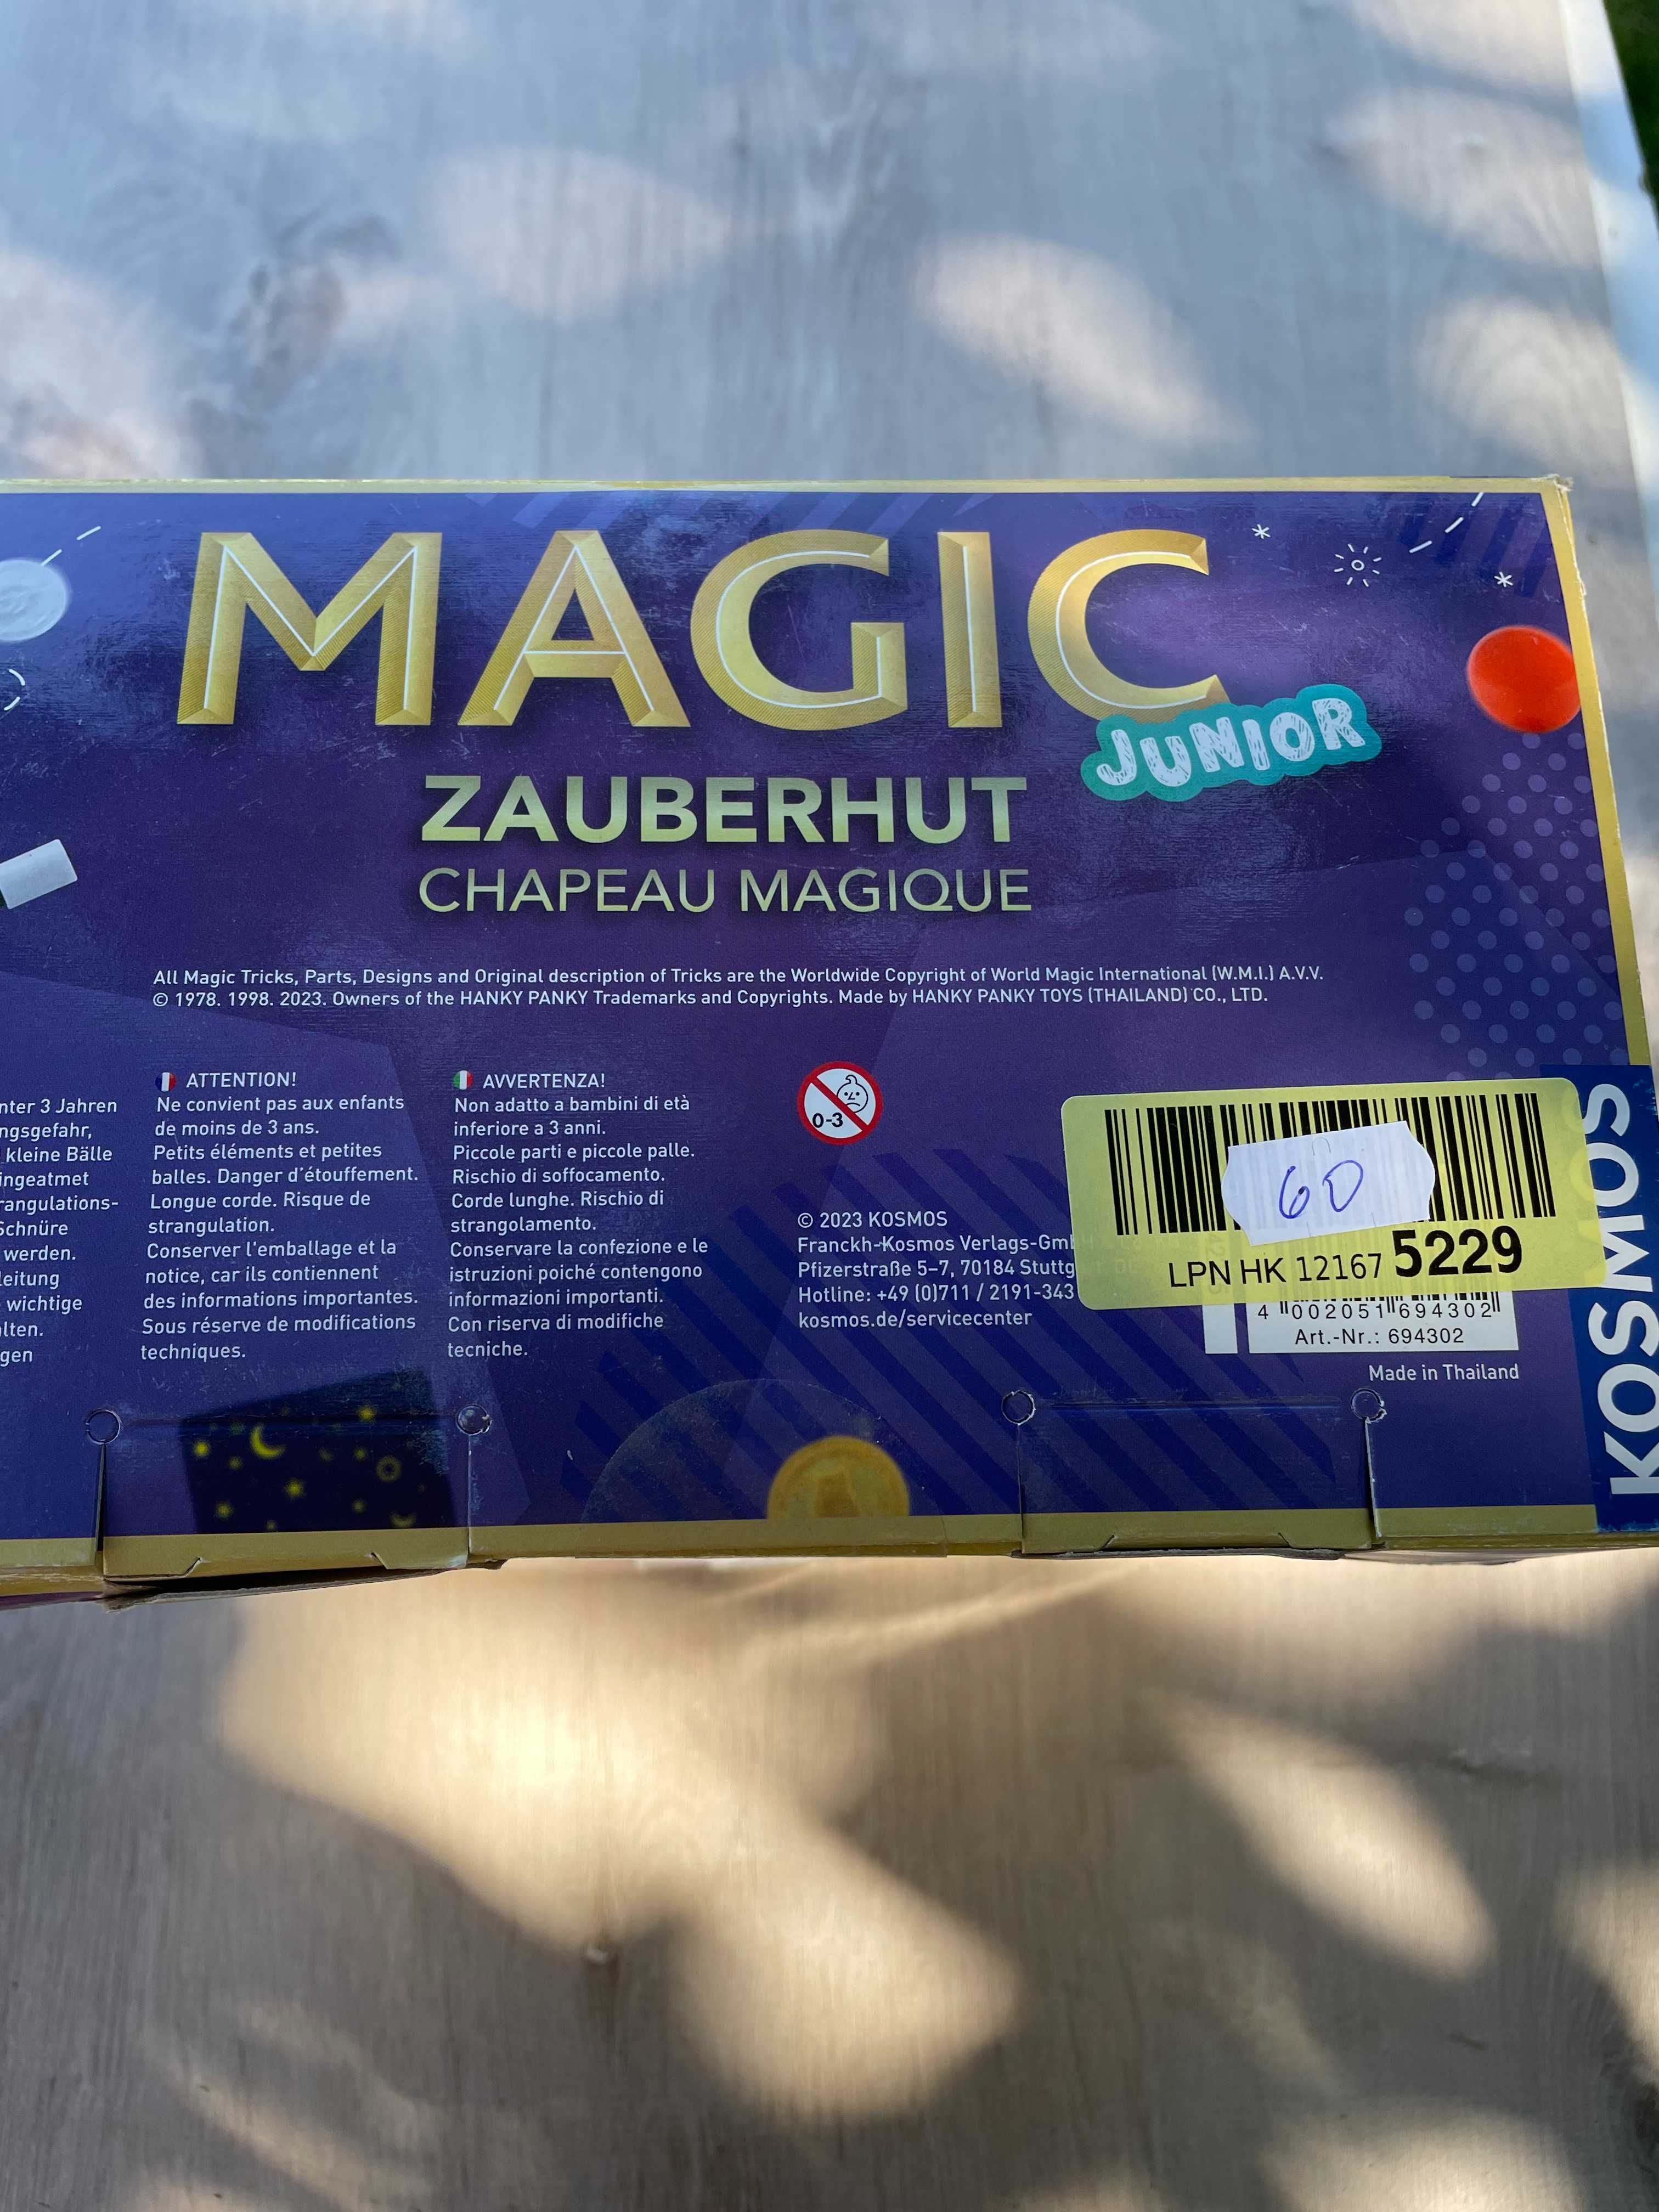 MAGIC
JUNIOR
ZAUBERHUT
CHAPEAU MAGIQUE
All Magic Tricks, Parts, Designs and Original description of Tricks are the Worldwide Copyright of World Magic International (W.M.I.) A.V.V.
© 1978. 1998. 2023. Owners of the HANKY PANKY Trademarks and Copyrights. Made by HANKY PANKY TOYS (THAILAND) CO., LTD.
nter 3 Jahren
ngsgefahr,
kleine Bälle
ingeatmet
rangulations-
Schnüre
werden.
leitung
wichtige
lten.
gen
ATTENTION!
Ne convient pas aux enfants
de moins de 3 ans.
Petits éléments et petites
balles. Danger d'étouffement.
Longue corde. Risque de
strangulation.
Conserver l'emballage et la
notice, car ils contiennent
des informations importantes.
Sous réserve de modifications
techniques.
AVVERTENZA!
Non adatto a bambini di età
inferiore a 3 anni.
Piccole parti e piccole palle.
Rischio di soffocamento.
Corde lunghe. Rischio di
strangolamento.
Conservare la confezione e le
istruzioni poiché contengono
informazioni importanti.
Con riserva di modifiche
tecniche.
0-3
© 2023 KOSMOS
Franckh-Kosmos Verlags-GmbH
Pfizerstraße 5–7, 70184 Stuttg
Hotline: +49 (0)711 / 2191-343
kosmos.de/servicecenter
60
LPN HK 12167 5229
4 002051 694302
Art.-Nr.: 694302
Made in Thailand
KOSMOS